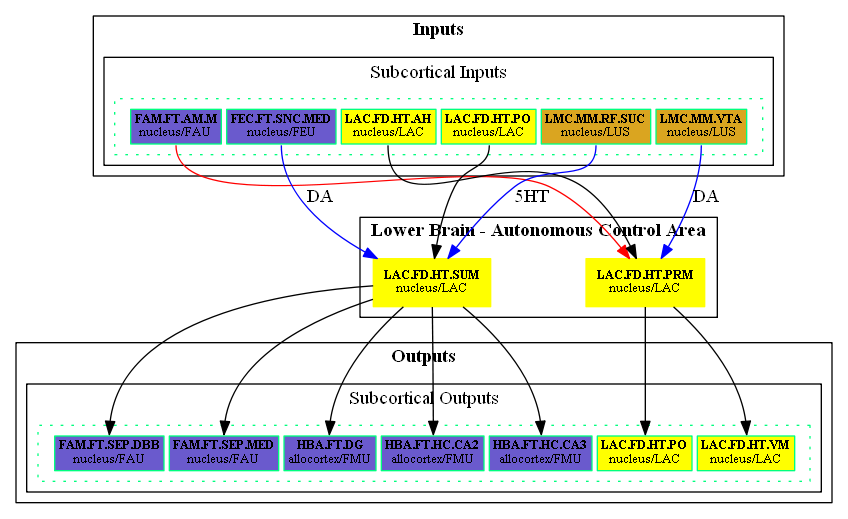 Inputs
Subcortical Inputs
FAM.FT.AM.M
nucleus/FAU
FEC.FT.SNC.MED
nucleus/FEU
LAC.FD.HT.AH
nucleus/LAC
LAC.FD.HT.PO
nucleus/LAC
LMC.MM.RF.SUC
nucleus/LUS
LMC.MM.VTA
nucleus/LUS
DA
5HT
DA
Lower Brain - Autonomous Control Area
LAC.FD.HT.SUM
nucleus/LAC
LAC.FD.HT.PRM
nucleus/LAC
Outputs
Subcortical Outputs
FAM.FT.SEP.DBB
nucleus/FAU
FAM.FT.SEP.MED
nucleus/FAU
HBA.FT.DG
allocortex/FMU
HBA.FT.HC.CA2
allocortex/FMU
HBA.FT.HC.CA3
allocortex/FMU
LAC.FD.HT.PO
nucleus/LAC
LAC.FD.HT.VM
nucleus/LAC